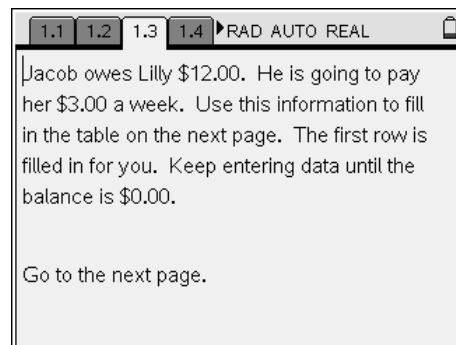 1.1 1.2 1.3 1.4 RAD AUTO REAL
Jacob owes Lilly $12.00. He is going to pay
her $3.00 a week. Use this information to fill
in the table on the next page. The first row is
filled in for you. Keep entering data until the
balance is $0.00.
Go to the next page.